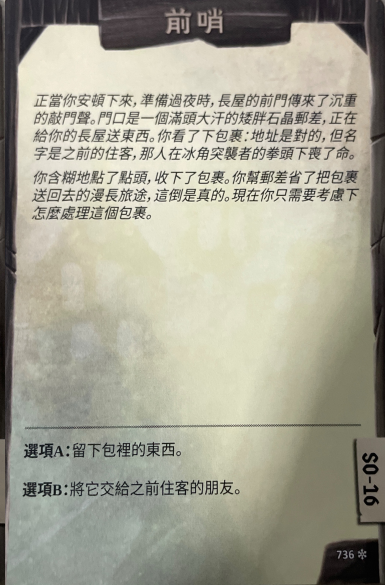 前哨
正當你安頓下來，準備過夜時，長屋的前門傳來了沉重
的敲門聲。門口是一個滿頭大汗的矮胖石晶郵差，正在
給你的長屋送東西。你看了下包裹：地址是對的，但名
字是之前的住客，那人在冰角突襲者的拳頭下喪了命。
你含糊地點了點頭，收下了包裹。你幫郵差省了把包裹
送回去的漫長旅途，這倒是真的。現在你只需要考慮下
怎麼處理這個包裹。
選項A：留下包裡的東西。
選項B：將它交給之前住客的朋友。
SO-16
736